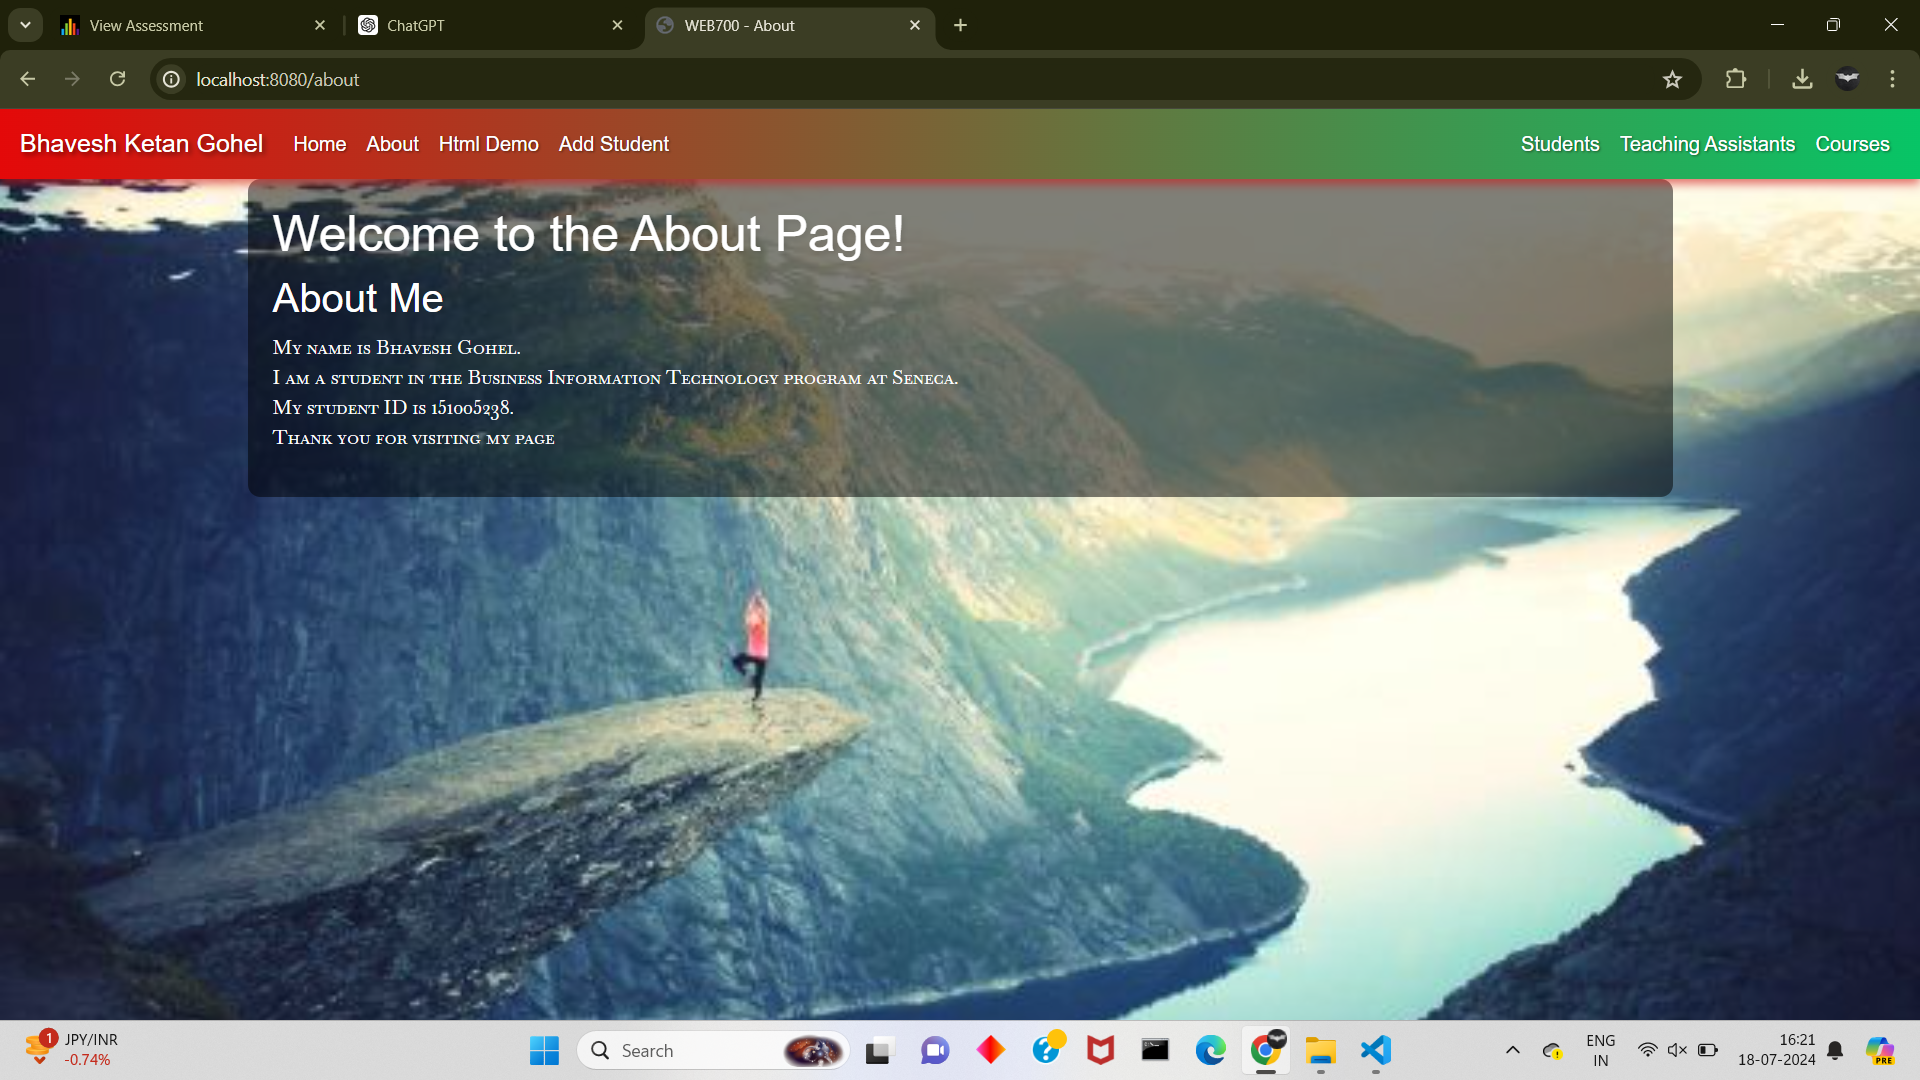 View Assessment
ChatGPT
WEB700 - About
localhost:8080/about
Bhavesh Ketan Gohel Home About Html Demo Add Student Students Teaching Assistants Courses
Welcome to the About Page!
About Me
My name is Bhavesh Gohel.
I am a student in the Business Information Technology program at Seneca.
My student ID is 151005238.
Thank you for visiting my page
1
JPY/INR
-0.74%
Search
ENG
IN
16:21
18-07-2024
PRE